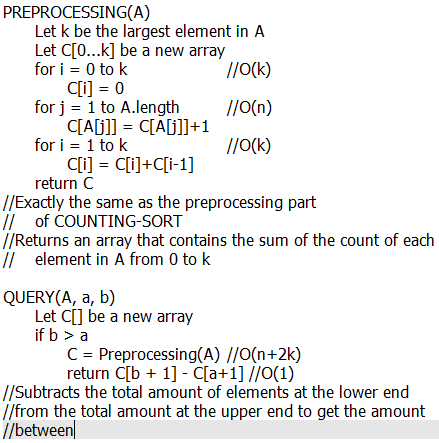 PREPROCESSING(A)
Let k be the largest element in A
Let C[0...k] be a new array
for i = 0 to k //O(k)
C[i] = 0
for j = 1 to A.length //O(n)
C[A[j]] = C[A[j]]+1
for i = 1 to k //O(k)
C[i] = C[i]+C[i-1]
return C
//Exactly the same as the preprocessing part
// of COUNTING-SORT
//Returns an array that contains the sum of the count of each
// element in A from 0 to k
QUERY(A, a, b)
Let C[] be a new array
if b > a
C = Preprocessing(A) //O(n+2k)
return C[b + 1] - C[a+1] //O(1)
//Subtracts the total amount of elements at the lower end
//from the total amount at the upper end to get the amount
//between